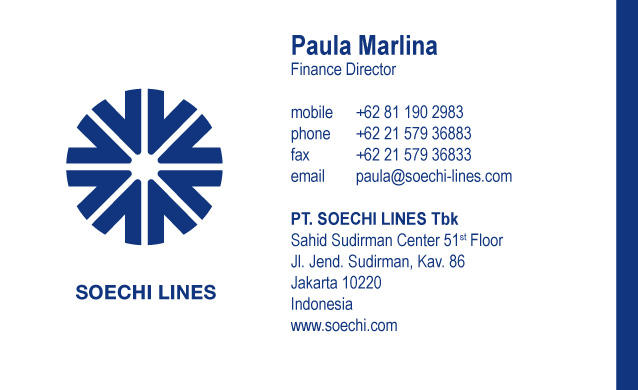 SOECHI LINES
Paula Marlina
Finance Director
mobile +62 81 190 2983
phone +62 21 579 36883
fax +62 21 579 36833
email paula@soechi-lines.com
PT. SOECHI LINES Tbk
Sahid Sudirman Center 51st Floor
Jl. Jend. Sudirman, Kav. 86
Jakarta 10220
Indonesia
www.soechi.com